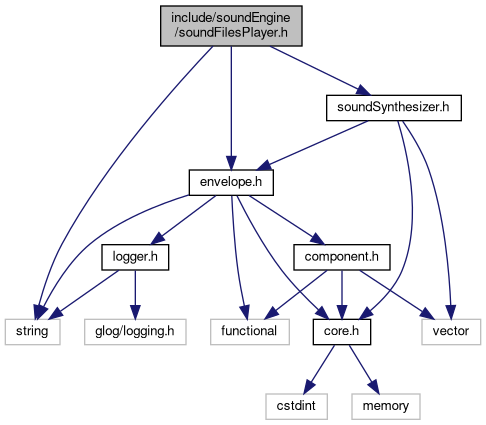 include/soundEngine
/soundFilesPlayer.h
soundSynthesizer.h
envelope.h
logger.h
component.h
string
glog/logging.h
functional
core.h
vector
cstdint
memory